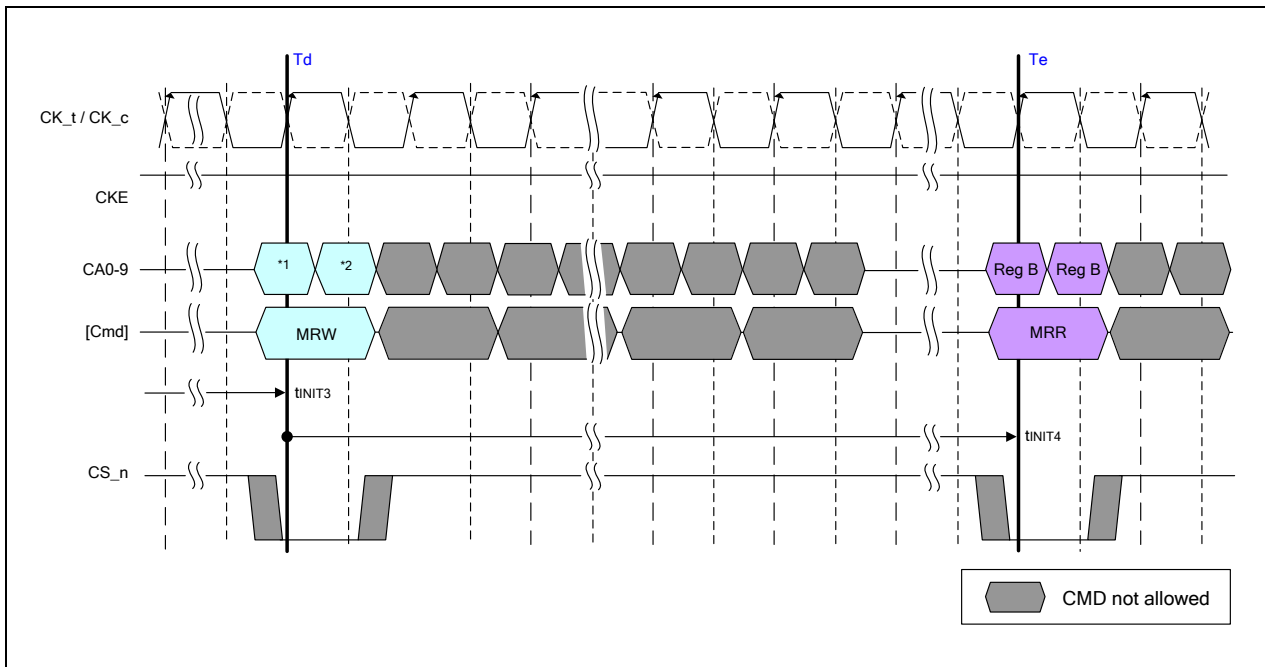 Td
Te
CK_t / CK_c
CKE
CA0-9
*1
*2
Reg B
Reg B
[Cmd]
MRW
MRR
tINIT3
tINIT4
CS_n
CMD not allowed